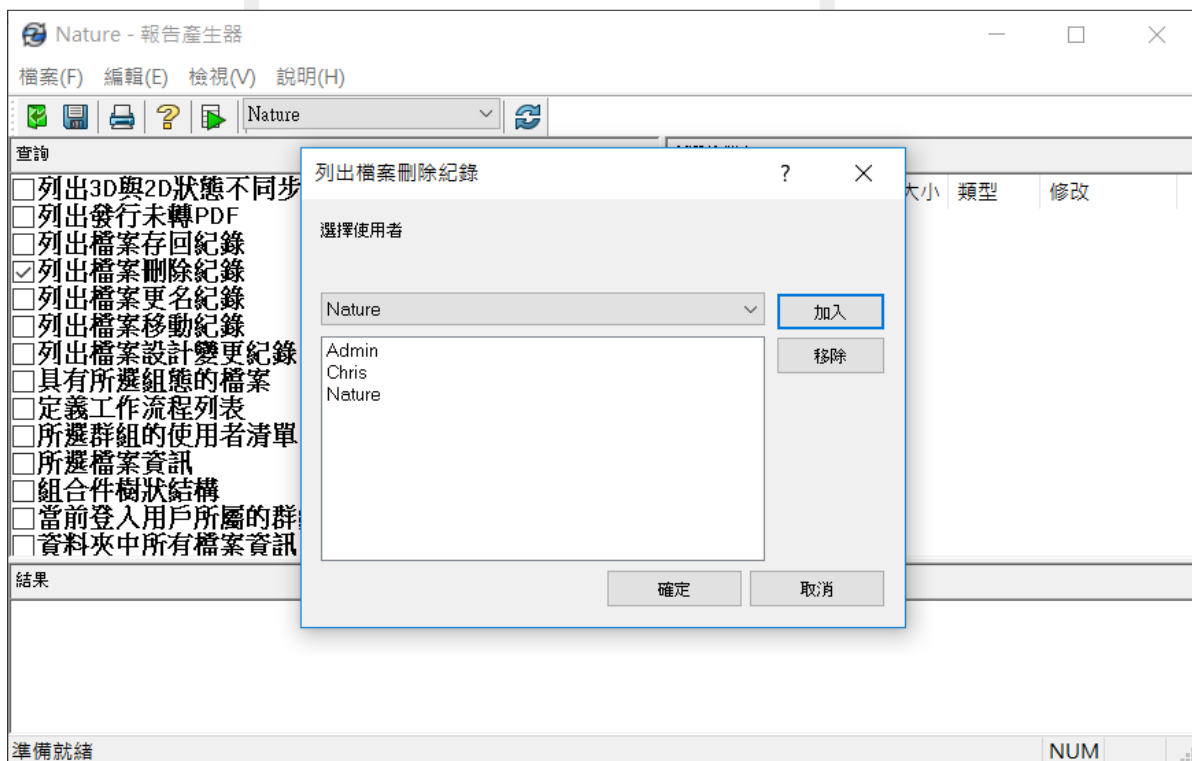 Nature - 報告產生器
檔案(F) 編輯(E) 檢視(V) 說明(H)
Nature
查詢
列出3D與2D狀態不同步
列出發行未轉PDF
列出檔案存回紀錄
列出檔案刪除紀錄
列出檔案更名紀錄
列出檔案移動紀錄
列出檔案設計變更紀錄
具有所選組態的檔案
定義工作流程列表
所選群組的使用者清單
所選檔案資訊
組合件樹狀結構
當前登入用戶所屬的群
資料夾中所有檔案資訊
大小 類型 修改
列出檔案刪除紀錄
選擇使用者
Nature 加入
Admin 移除
Chris
Nature
確定 取消
結果
準備就緒 NUM